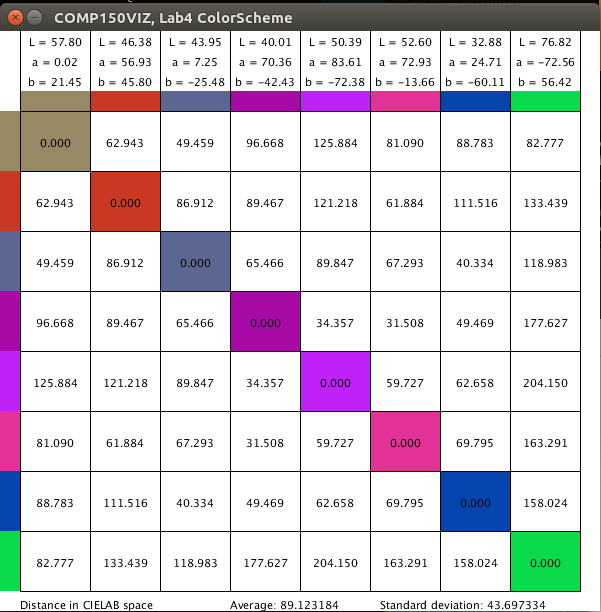 COMP150VIZ, Lab4 ColorScheme
L = 57.80 L = 46.38 L = 43.95 L = 40.01 L = 50.39 L = 52.60 L = 32.88 L = 76.82
a = 0.02 a = 56.93 a = 7.25 a = 70.36 a = 83.61 a = 72.93 a = 24.71 a = −72.56
b = 21.45 b = 45.80 b = −25.48 b = −42.43 b = −72.38 b = −13.66 b = −60.11 b = 56.42
0.000 62.943 49.459 96.668 125.884 81.090 88.783 82.777
62.943 0.000 86.912 89.467 121.218 61.884 111.516 133.439
49.459 86.912 0.000 65.466 89.847 67.293 40.334 118.983
96.668 89.467 65.466 0.000 34.357 31.508 49.469 177.627
125.884 121.218 89.847 34.357 0.000 59.727 62.658 204.150
81.090 61.884 67.293 31.508 59.727 0.000 69.795 163.291
88.783 111.516 40.334 49.469 62.658 69.795 0.000 158.024
82.777 133.439 118.983 177.627 204.150 163.291 158.024 0.000
Distance in CIELAB space Average: 89.123184 Standard deviation: 43.697334